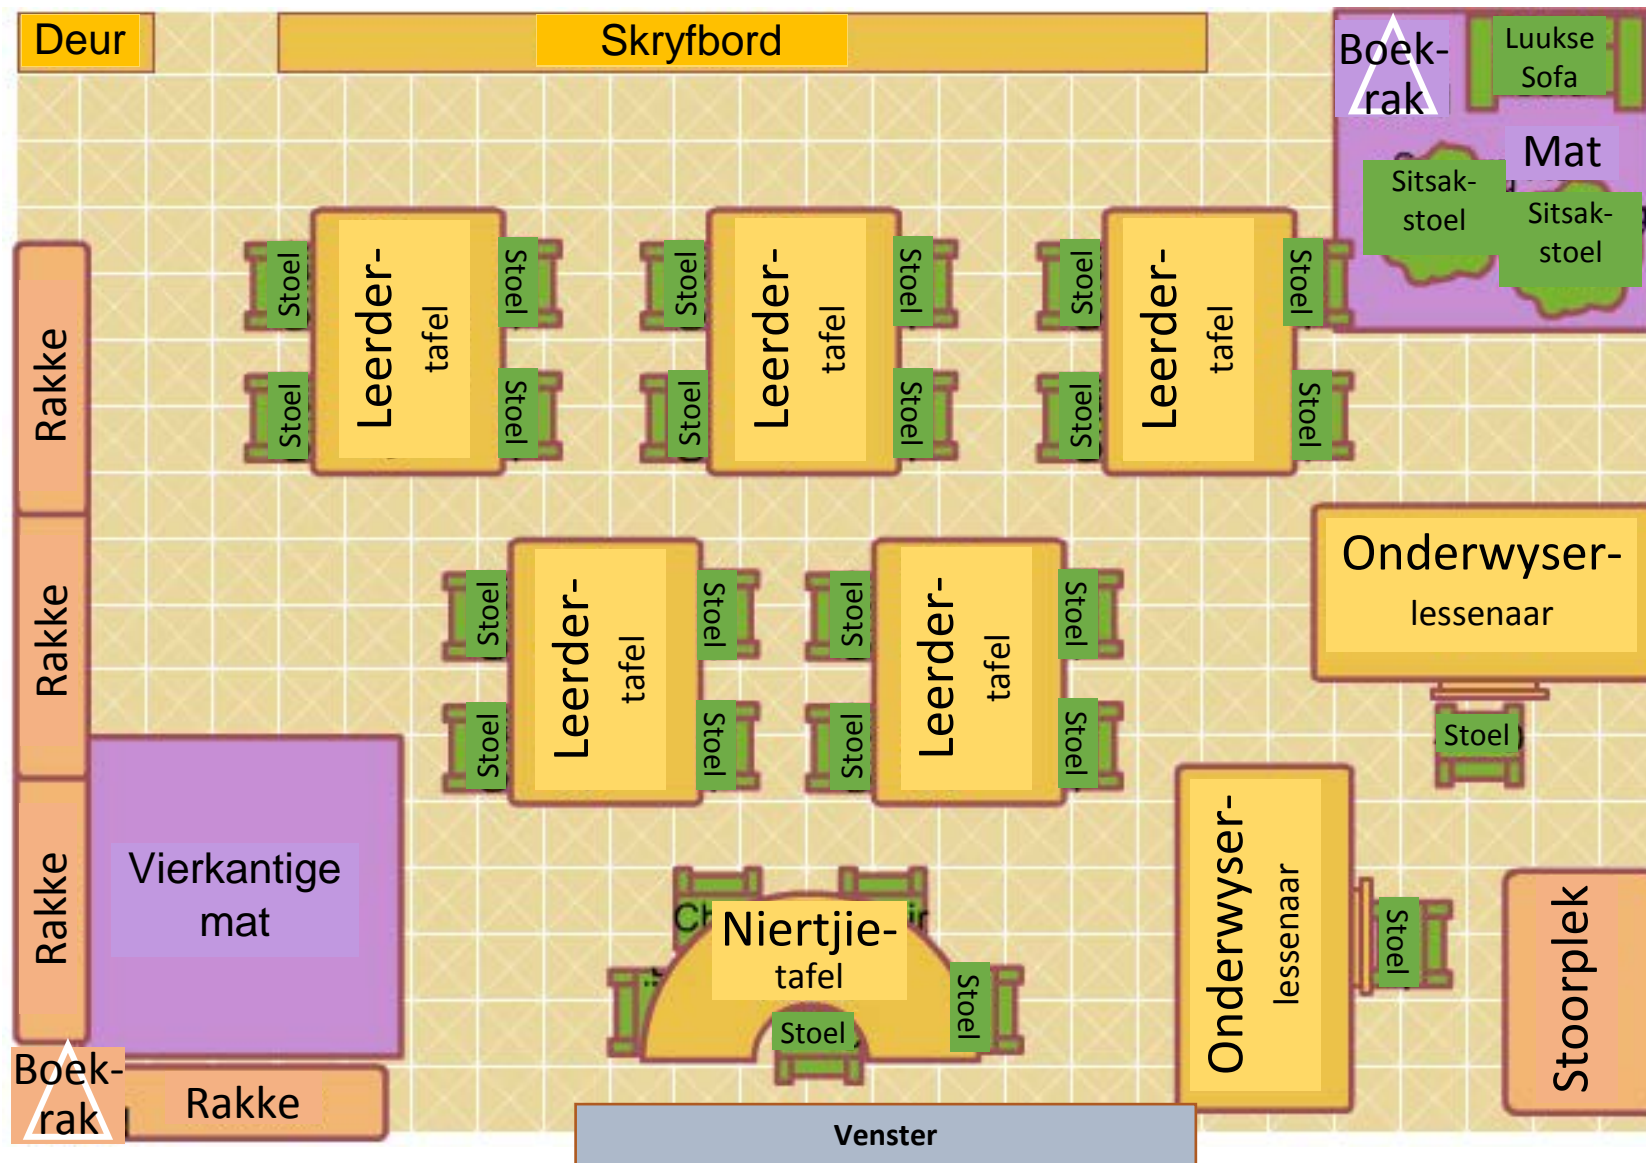 Deur
Skryfbord
Boek-
rak
Luukse
Sofa
Mat
Sitsak-
stoel
Sitsak-
stoel
Rakke
Stoel
Stoel
Leerder-
tafel
Stoel
Stoel
Stoel
Stoel
Leerder-
tafel
Stoel
Stoel
Stoel
Stoel
Leerder-
tafel
Stoel
Stoel
Rakke
Stoel
Stoel
Leerder-
tafel
Stoel
Stoel
Stoel
Stoel
Leerder-
tafel
Stoel
Stoel
Onderwyser-
lessenaar
Stoel
Rakke
Vierkantige
mat
Niertjie-
tafel
Stoel
Stoel
Onderwyser-
lessenaar
Stoel
Stoorplek
Boek-
rak
Rakke
Venster